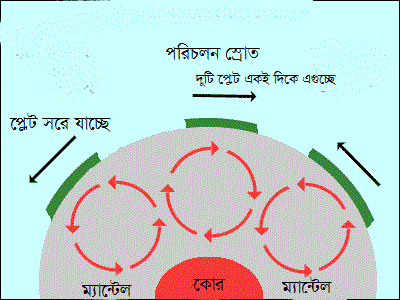 পরিচলন স্রোত
দুটি প্লেট একই দিকে এগুচ্ছে
প্লেট সরে যাচ্ছে
ম্যান্টেল
কোর
ম্যান্টেল